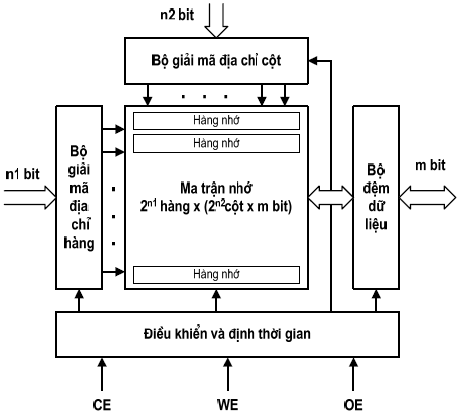 n2 bit
Bộ giải mã địa chỉ cột
Hàng nhớ
Hàng nhớ
n1 bit
Bộ
giải
mã
địa
chỉ
hàng
Ma trận nhớ
2n1 hàng x (2n2cột x m bit)
Bộ
đệm
dữ
liệu
m bit
Hàng nhớ
Điều khiển và định thời gian
CE
WE
OE